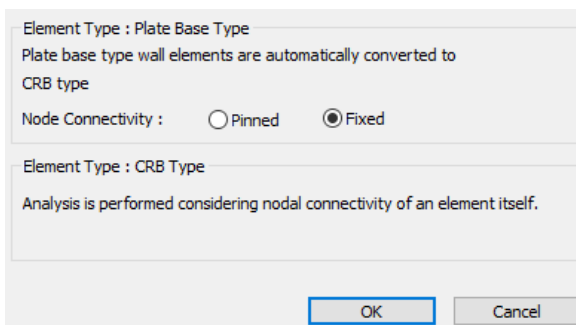 Element Type : Plate Base Type
Plate base type wall elements are automatically converted to
CRB type
Node Connectivity : Pinned Fixed
Element Type : CRB Type
Analysis is performed considering nodal connectivity of an element itself.
OK Cancel